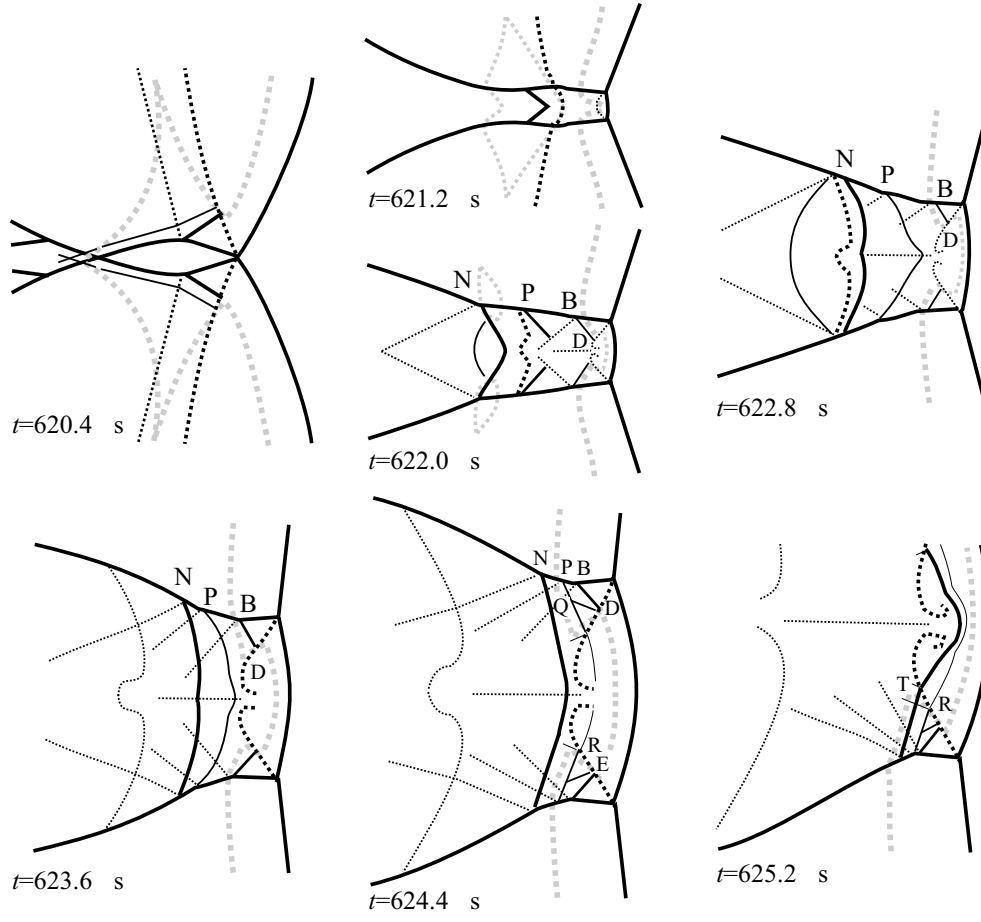 t=620.4 s
t=621.2 s
N P B
D
t=622.0 s
N P B
D
t=622.8 s
N P B
D
t=623.6 s
N P B
Q D
R
E
t=624.4 s
T R
t=625.2 s